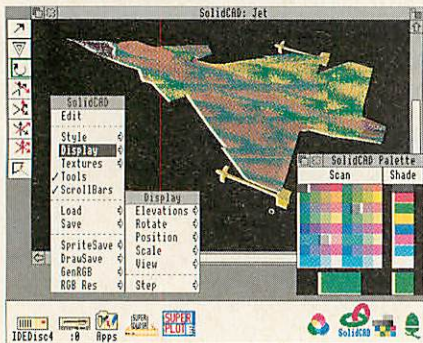 SolidCAD: Jet
SolidCAD
Edit
Style
Display
Textures
✓Tools
✓ScrollBars
Load
Save
SpriteSave
DrawSave
GenRGB
RGB Res
Display
Elevations
Rotate
Position
Scale
View
Step
SolidCAD Palette
Scan
Shade
IDEDisc4
:0
Apps
SUPER PLOT
SolidCAD